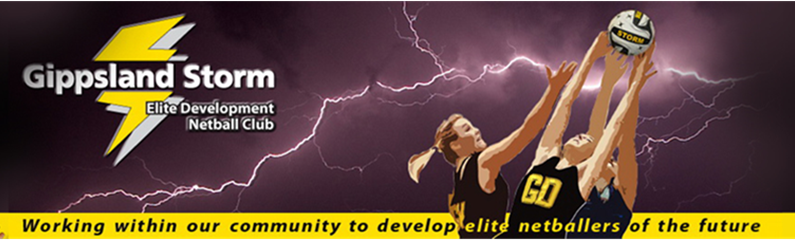 Gippsland Storm
Elite Development
Netball Club
STORM
GD
Working within our community to develop elite netballers of the future